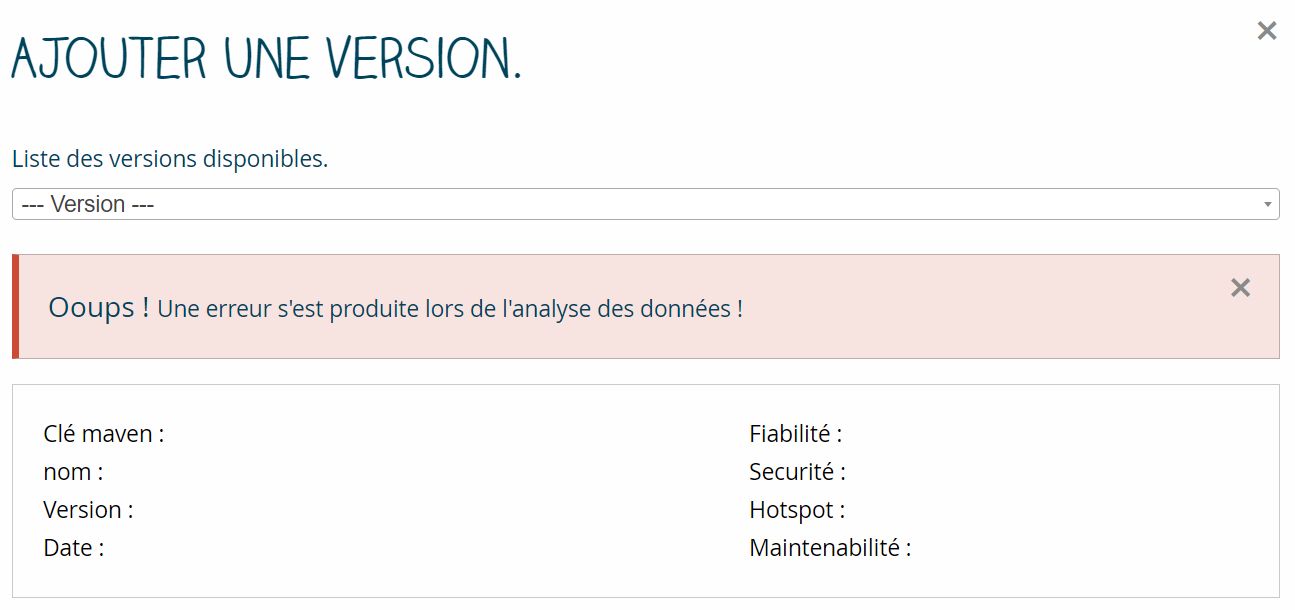 AJOUTER UNE VERSION.
Liste des versions disponibles.
--- Version ---
Ooups ! Une erreur s'est produite lors de l'analyse des données !
Clé maven :
nom :
Version :
Date :
Fiabilité :
Securité :
Hotspot :
Maintenabilité :